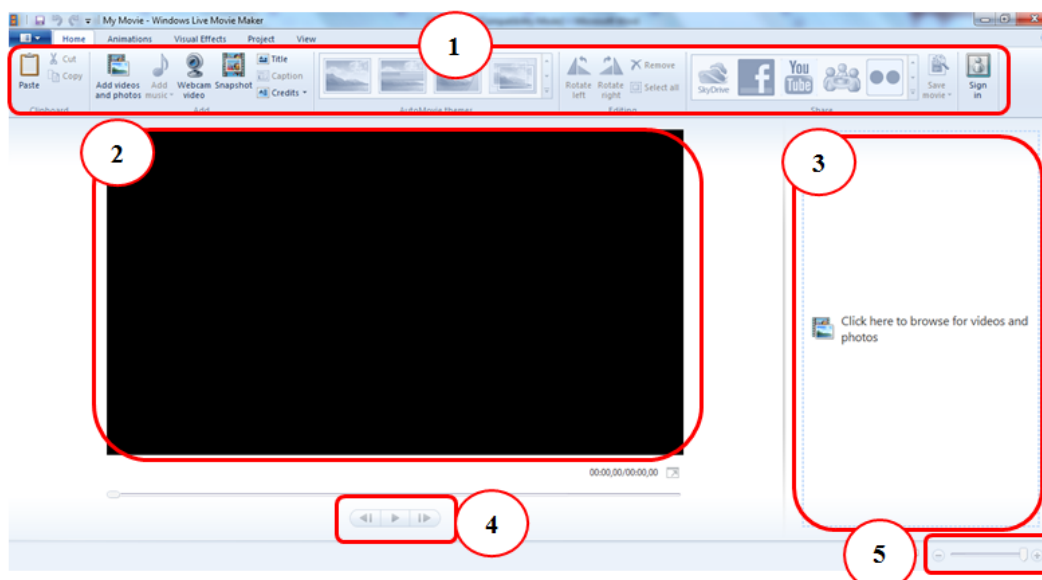 My Movie - Windows Live Movie Maker
Home Animations Visual Effects Project View
1
Cut
Copy
Paste
Clipboard
Add videos
and photos
Add
music
Webcam
video
Snapshot
Title
Caption
Credits
Add
AutoMovie themes
Rotate
left
Rotate
right
Remove
Select all
Editing
SkyDrive
f
You
Tube
Share
Save
movie
Sign
in
2
3
Click here to browse for videos and
photos
00:00,00/00:00,00
4
5